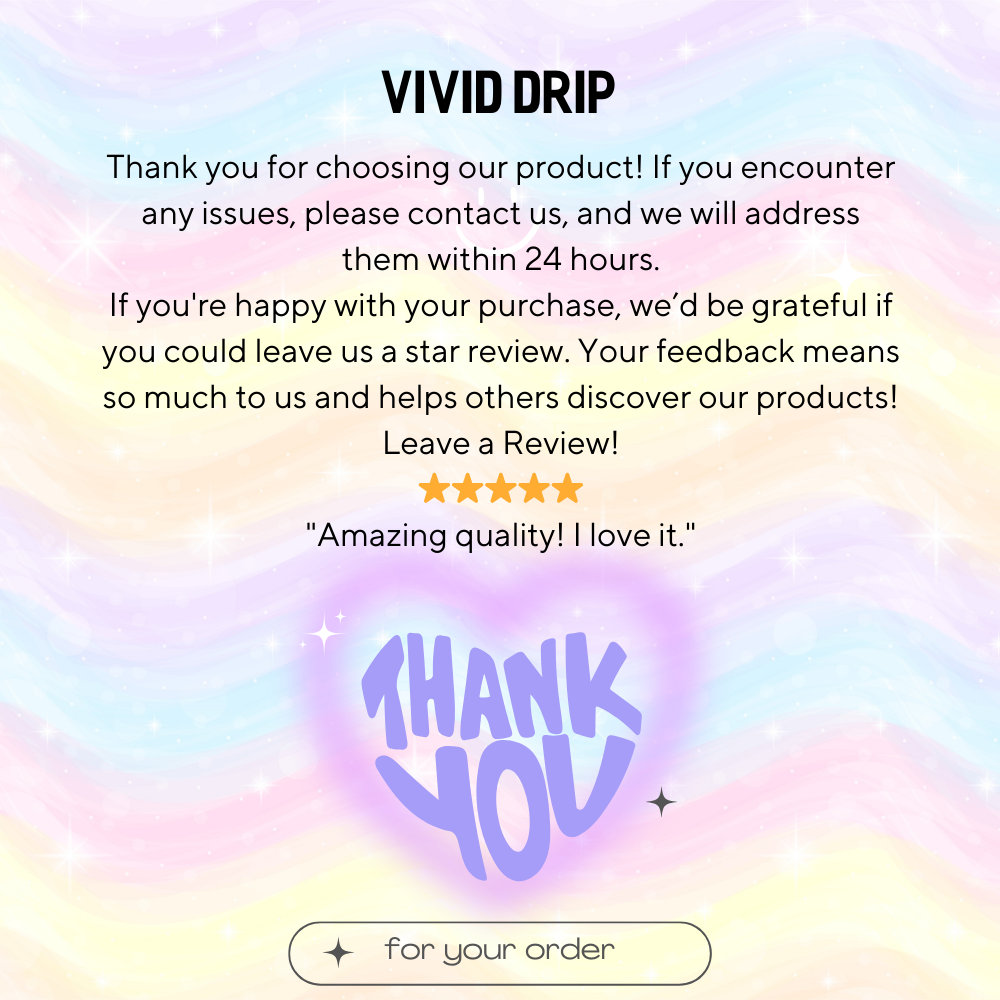 VIVID DRIP
Thank you for choosing our product! If you encounter
any issues, please contact us, and we will address
them within 24 hours.
If you're happy with your purchase, we’d be grateful if
you could leave us a star review. Your feedback means
so much to us and helps others discover our products!
Leave a Review!
"Amazing quality! I love it."
THANK
YOU
for your order